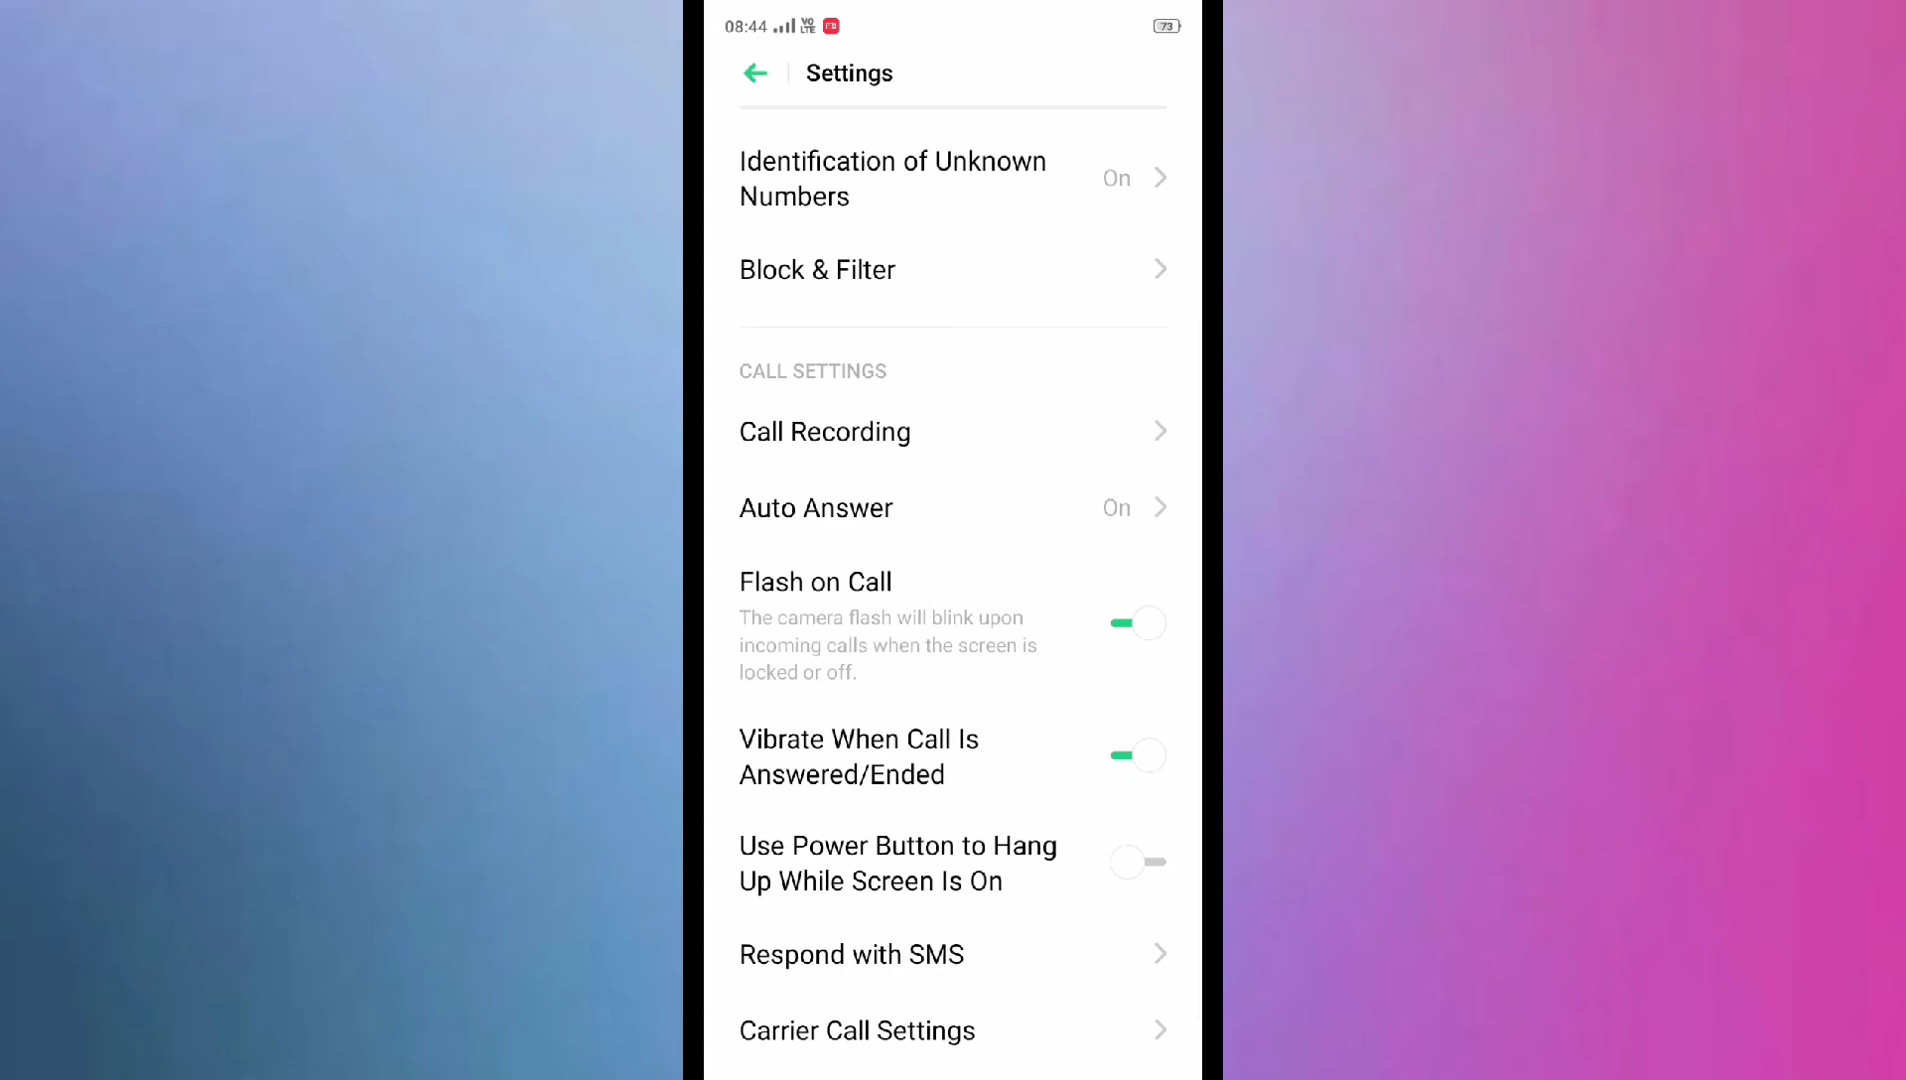 08:44 VO LTE 73
Settings
Identification of Unknown
Numbers
On
Block & Filter
CALL SETTINGS
Call Recording
Auto Answer On
Flash on Call
The camera flash will blink upon
incoming calls when the screen is
locked or off.
Vibrate When Call Is
Answered/Ended
Use Power Button to Hang
Up While Screen Is On
Respond with SMS
Carrier Call Settings